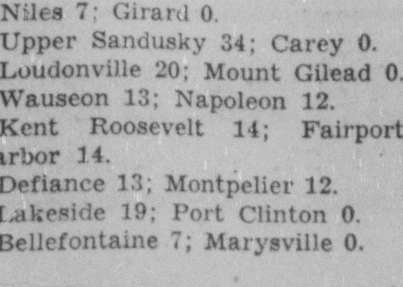 Niles 7; Girard 0.
Upper Sandusky 34; Carey 0.
Loudonville 20; Mount Gilead 0.
Wauseon 13; Napoleon 12.
Kent Roosevelt 14; Fairport
arbor 14.
Defiance 13; Montpelier 12.
Lakeside 19; Port Clinton 0.
Bellefontaine 7; Marysville 0.